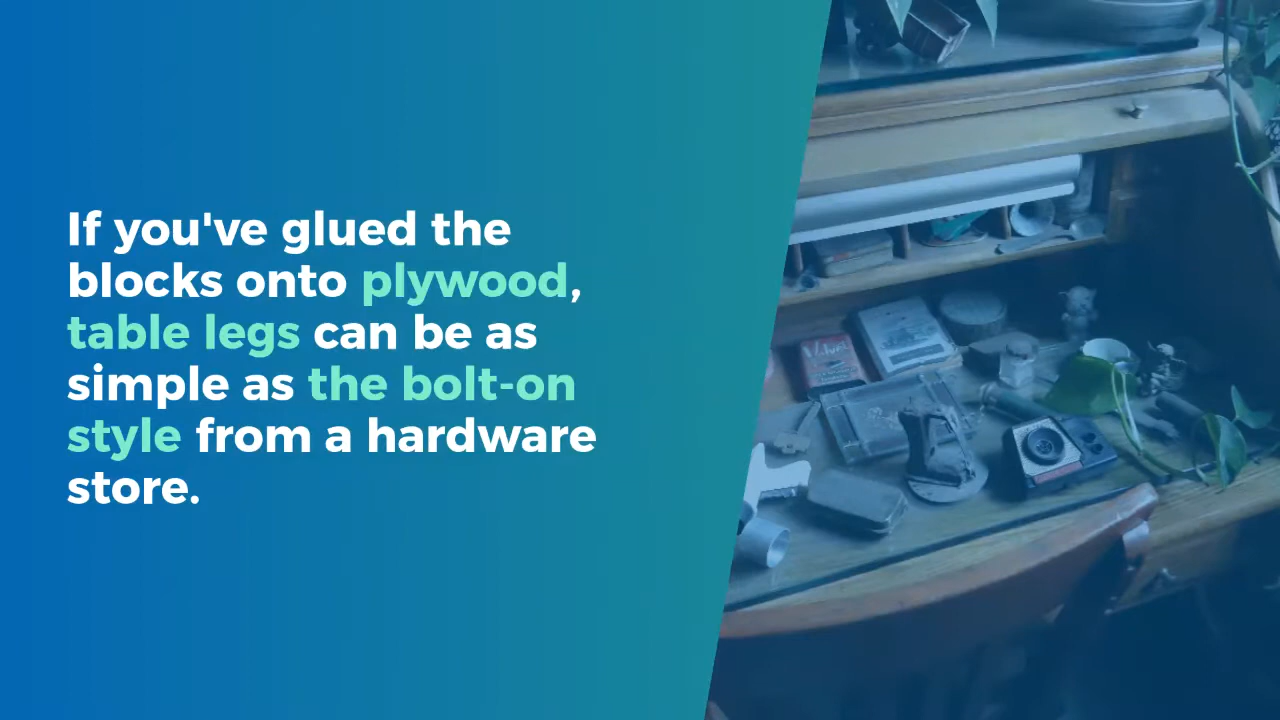 If you've glued the
blocks onto plywood,
table legs can be as
simple as the bolt-on
style from a hardware
store.